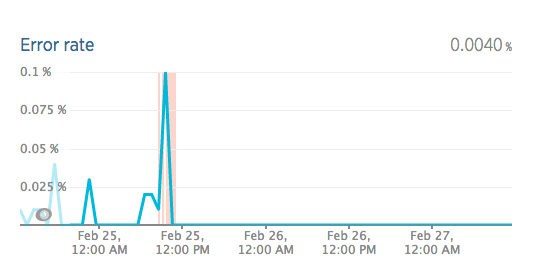 Error rate 0.0040 %
0.1 %
0.075 %
0.05 %
0.025 %
Feb 25, Feb 25, Feb 26, Feb 26, Feb 27,
12:00 AM 12:00 PM 12:00 AM 12:00 PM 12:00 AM